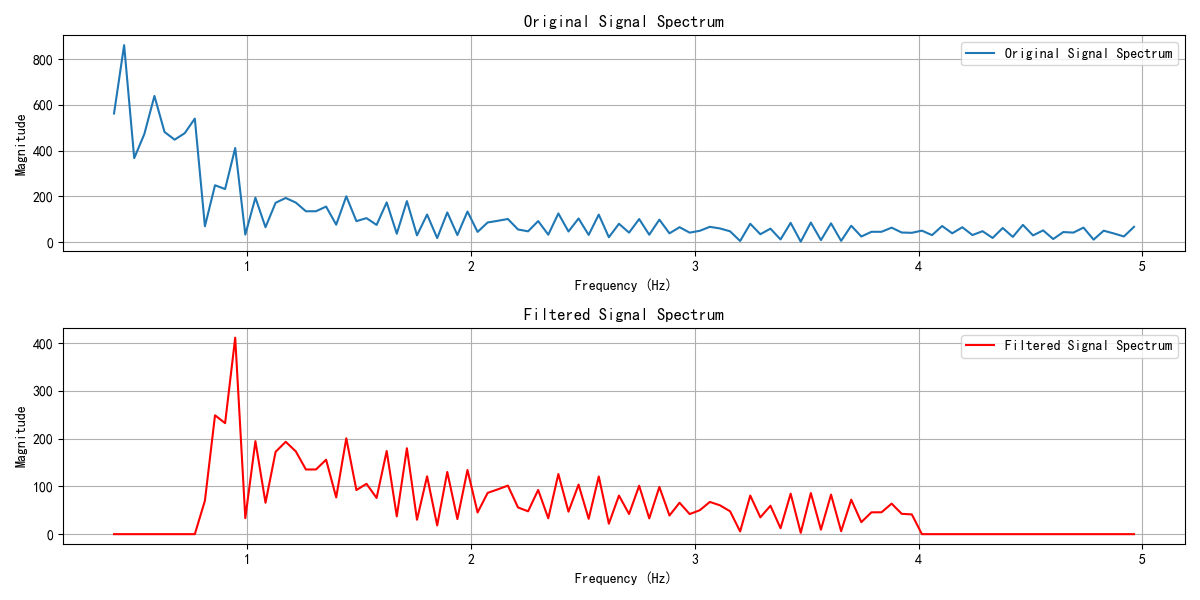 Original Signal Spectrum
Original Signal Spectrum
Magnitude
800
600
400
200
0
1 2 3 4 5
Frequency (Hz)
Filtered Signal Spectrum
Filtered Signal Spectrum
Magnitude
400
300
200
100
0
1 2 3 4 5
Frequency (Hz)